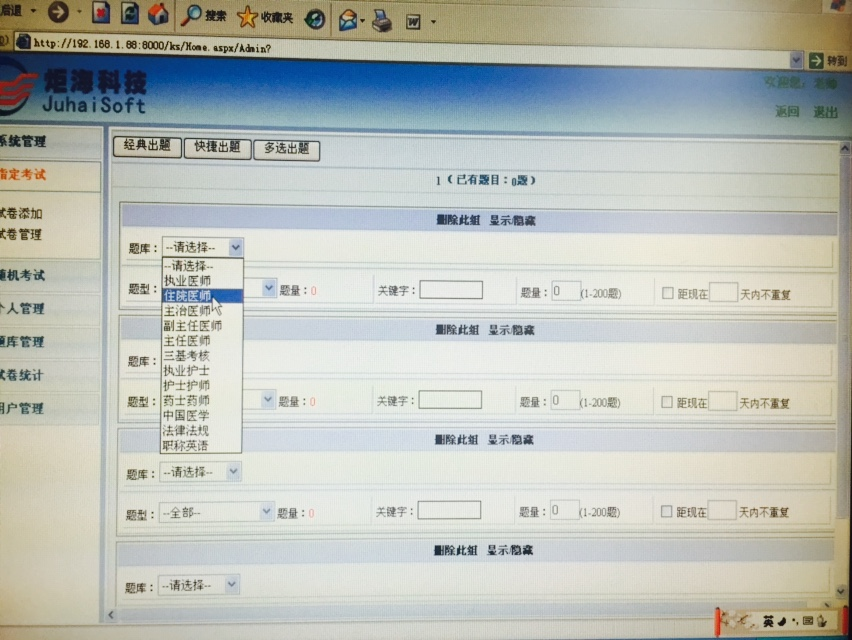 后退 搜索 收藏夹
http://192.168.1.88:8000/ks/Home.aspx/Admin? 转到
炬海科技
JuhaiSoft
返回 退出
系统管理
指定考试
试卷添加
试卷管理
随机考试
个人管理
题库管理
试卷统计
用户管理
经典出题 快捷出题 多选出题
1（已有题目：0题）
删除此组 显示/隐藏
题库： --请选择--
--请选择--
执业医师
住院医师
主治医师
副主任医师
主任医师
三基考核
执业护士
护士护师
药士药师
中国医学
法律法规
职称英语
题型： 题量：0 关键字： 题量：0 (1-200题) 距现在 天内不重复
删除此组 显示/隐藏
题库：
题型： 题量：0 关键字： 题量：0 (1-200题) 距现在 天内不重复
删除此组 显示/隐藏
题库： --请选择--
题型： --全部-- 题量：0 关键字： 题量：0 (1-200题) 距现在 天内不重复
删除此组 显示/隐藏
题库： --请选择--
英